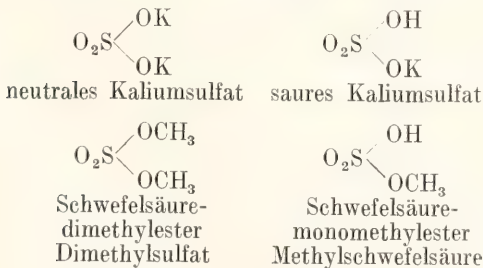 OK OH
O₂S O₂S
OK OK
neutrales Kaliumsulfat saures Kaliumsulfat
OCH₃ OH
O₂S O₂S
OCH₃ OCH₃
Schwefelsäure- Schwefelsäure-
dimethylester monomethylester
Dimethylsulfat Methylschwefelsäure